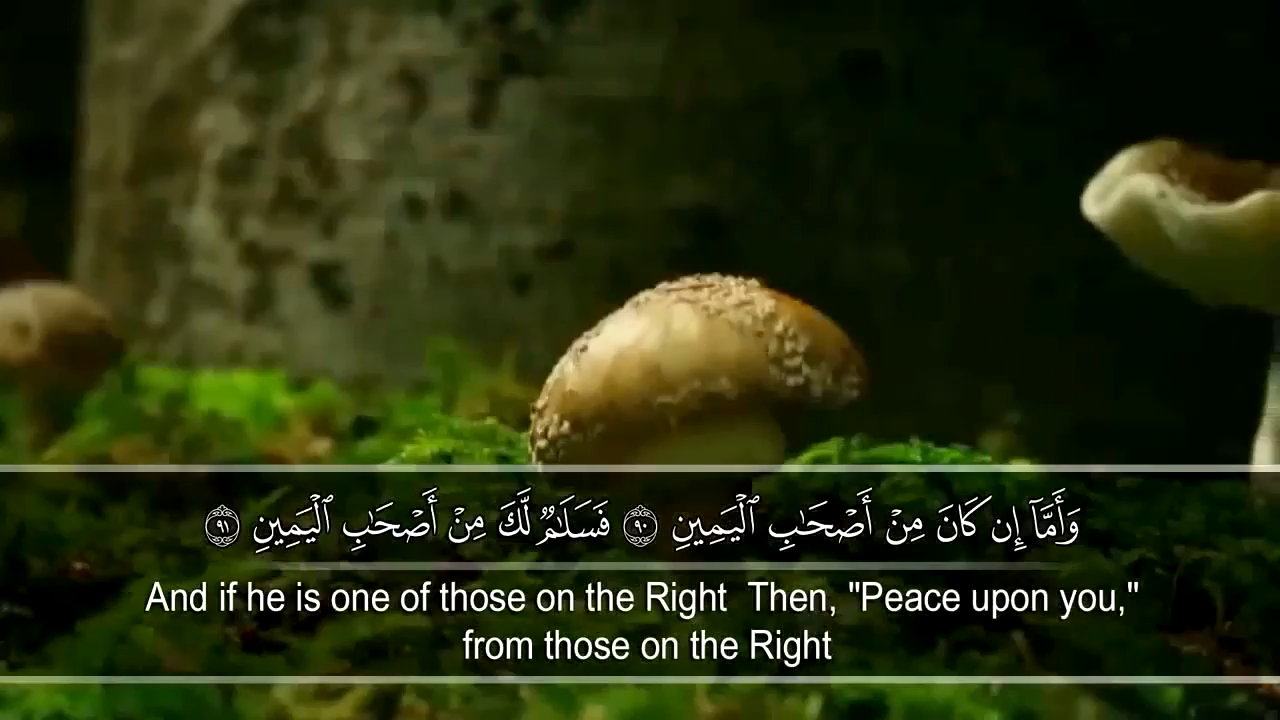 وَأَمَّآ إِن كَانَ مِنْ أَصْحَٰبِ ٱلْيَمِينِ ٩٠ فَسَلَٰمٌ لَّكَ مِنْ أَصْحَٰبِ ٱلْيَمِينِ ٩١
And if he is one of those on the Right  Then, "Peace upon you,"
from those on the Right